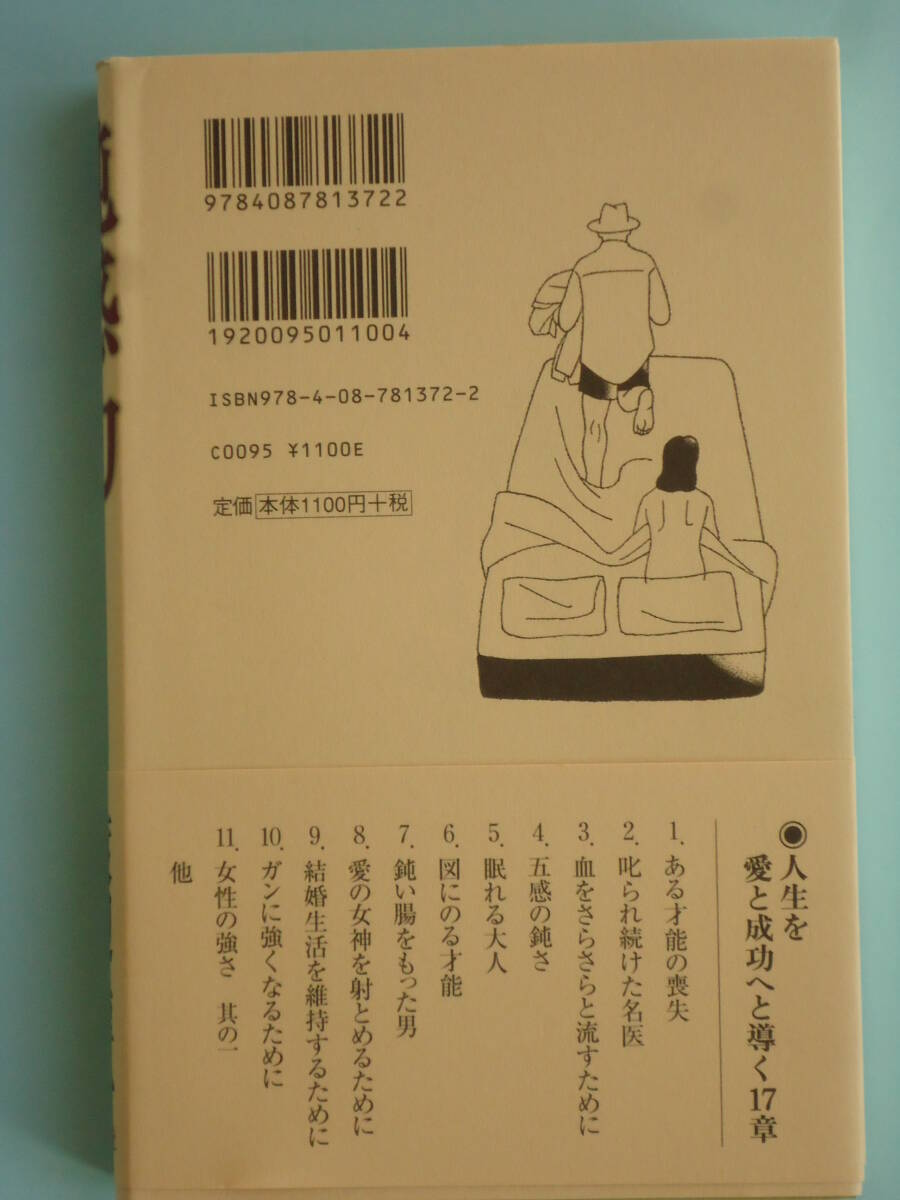 9784087813722
1920095011004
ISBN978-4-08-781372-2
C0095 ¥1100E
定価 本体1100円+税
◉人生を
愛と成功へと導く17章
1. ある才能の喪失
2. 叱られ続けた名医
3. 血をさらさらと流すために
4. 五感の鈍さ
5. 眠れる大人
6. 図にのる才能
7. 鈍い腸をもった男
8. 愛の女神を射とめるために
9. 結婚生活を維持するために
10. ガンに強くなるために
11. 女性の強さ 其の一
他